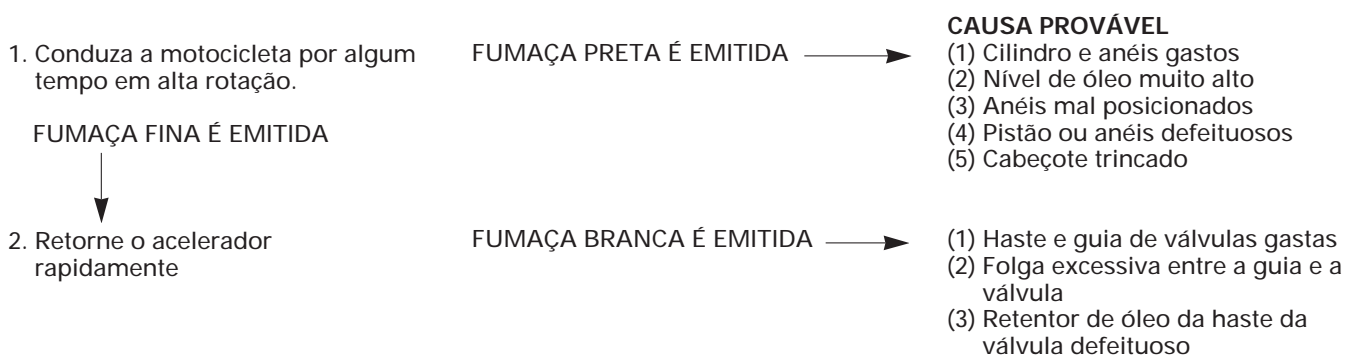 CAUSA PROVÁVEL
1. Conduza a motocicleta por algum
tempo em alta rotação.
FUMAÇA PRETA É EMITIDA
(1) Cilindro e anéis gastos
(2) Nível de óleo muito alto
(3) Anéis mal posicionados
(4) Pistão ou anéis defeituosos
(5) Cabeçote trincado
FUMAÇA FINA É EMITIDA
2. Retorne o acelerador
rapidamente
FUMAÇA BRANCA É EMITIDA
(1) Haste e guia de válvulas gastas
(2) Folga excessiva entre a guia e a
válvula
(3) Retentor de óleo da haste da
válvula defeituoso